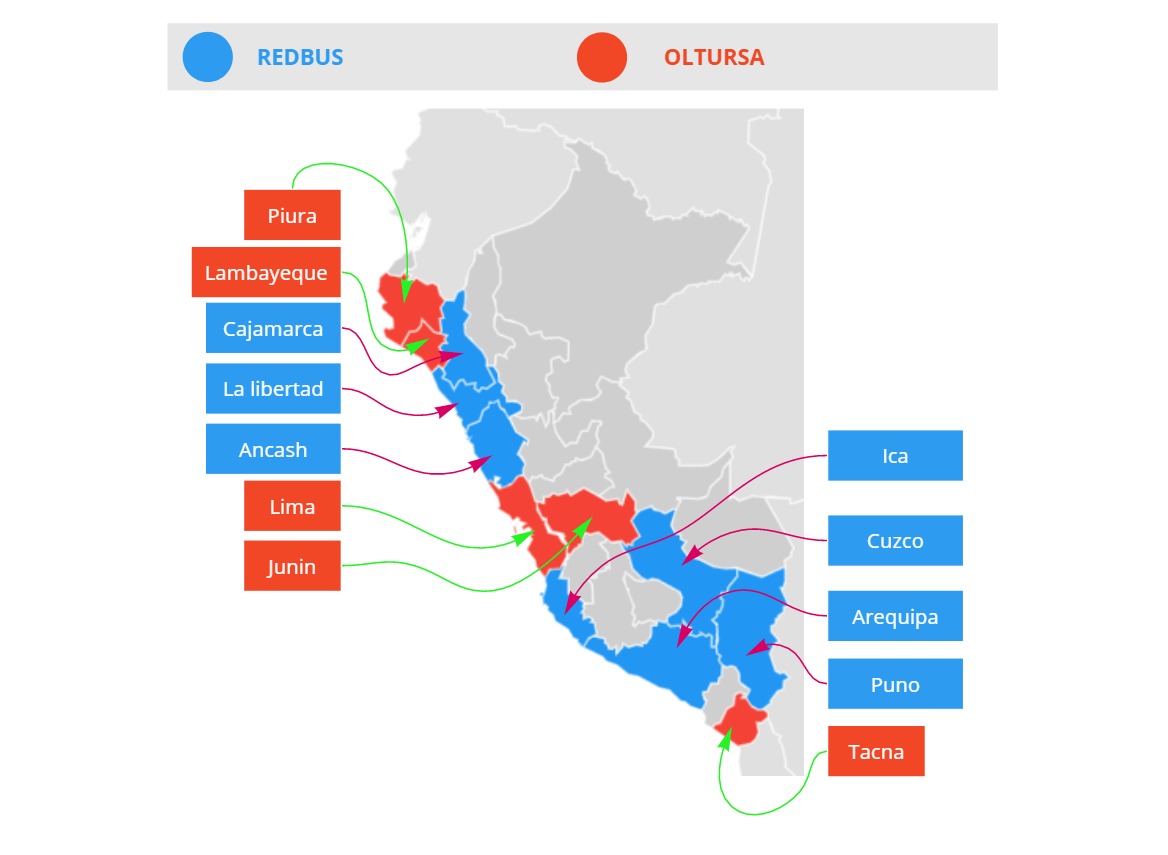 REDBUS
OLTURSA
Piura
Lambayeque
Cajamarca
La libertad
Ancash
Lima
Junin
Ica
Cuzco
Arequipa
Puno
Tacna